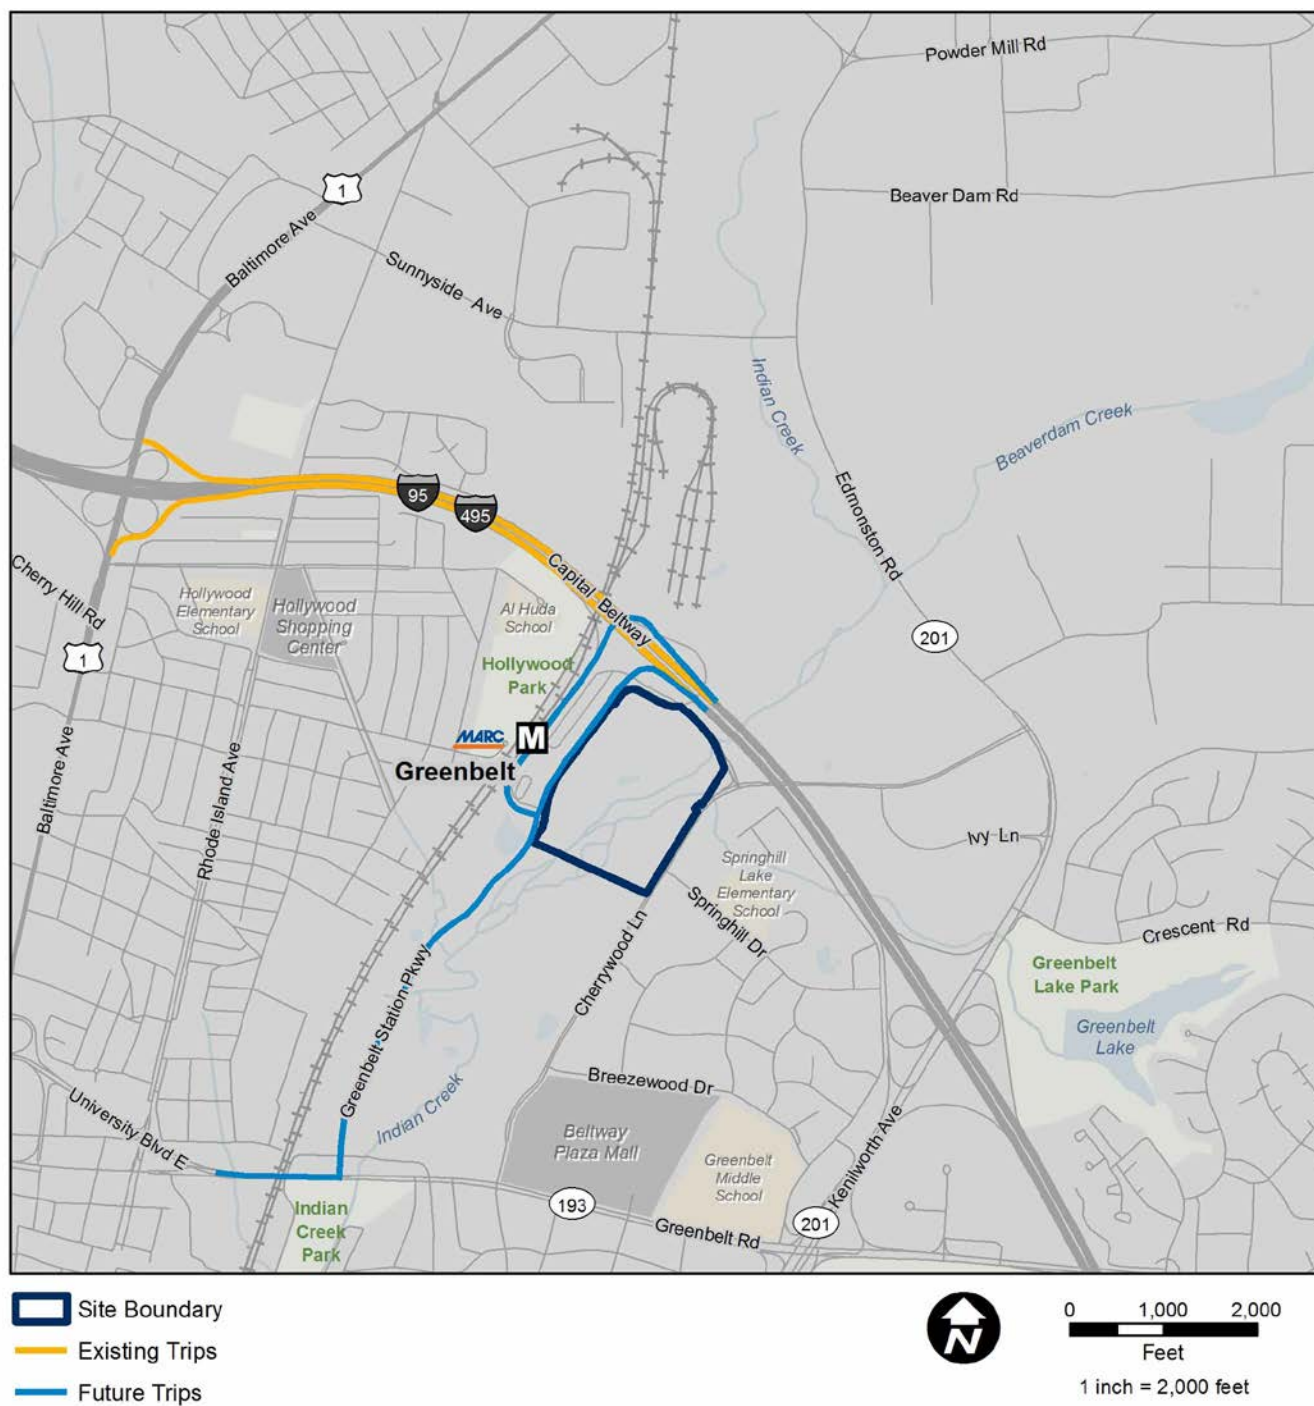 Powder Mill Rd
1
Beaver Dam Rd
Baltimore Ave
Sunnyside Ave
Indian Creek
Beaverdam Creek
95
495
Edmonston Rd
Capital Beltway
Cherry Hill Rd
Hollywood
Elementary
School
Hollywood
Shopping
Center
Al Huda
School
201
1
Hollywood
Park
MARC
M
Greenbelt
Baltimore Ave
Rhode Island Ave
Ivy Ln
Springhill
Lake
Elementary
School
Springhill Dr
Cherrywood Ln
Crescent Rd
Greenbelt
Lake Park
Greenbelt
Lake
Greenbelt Station Pkwy
Indian Creek
Breezewood Dr
University Blvd E
Beltway
Plaza Mall
Greenbelt
Middle
School
Kenilworth Ave
193
201
Greenbelt Rd
Indian
Creek
Park
Site Boundary
Existing Trips
Future Trips
N
0 1,000 2,000
Feet
1 inch = 2,000 feet